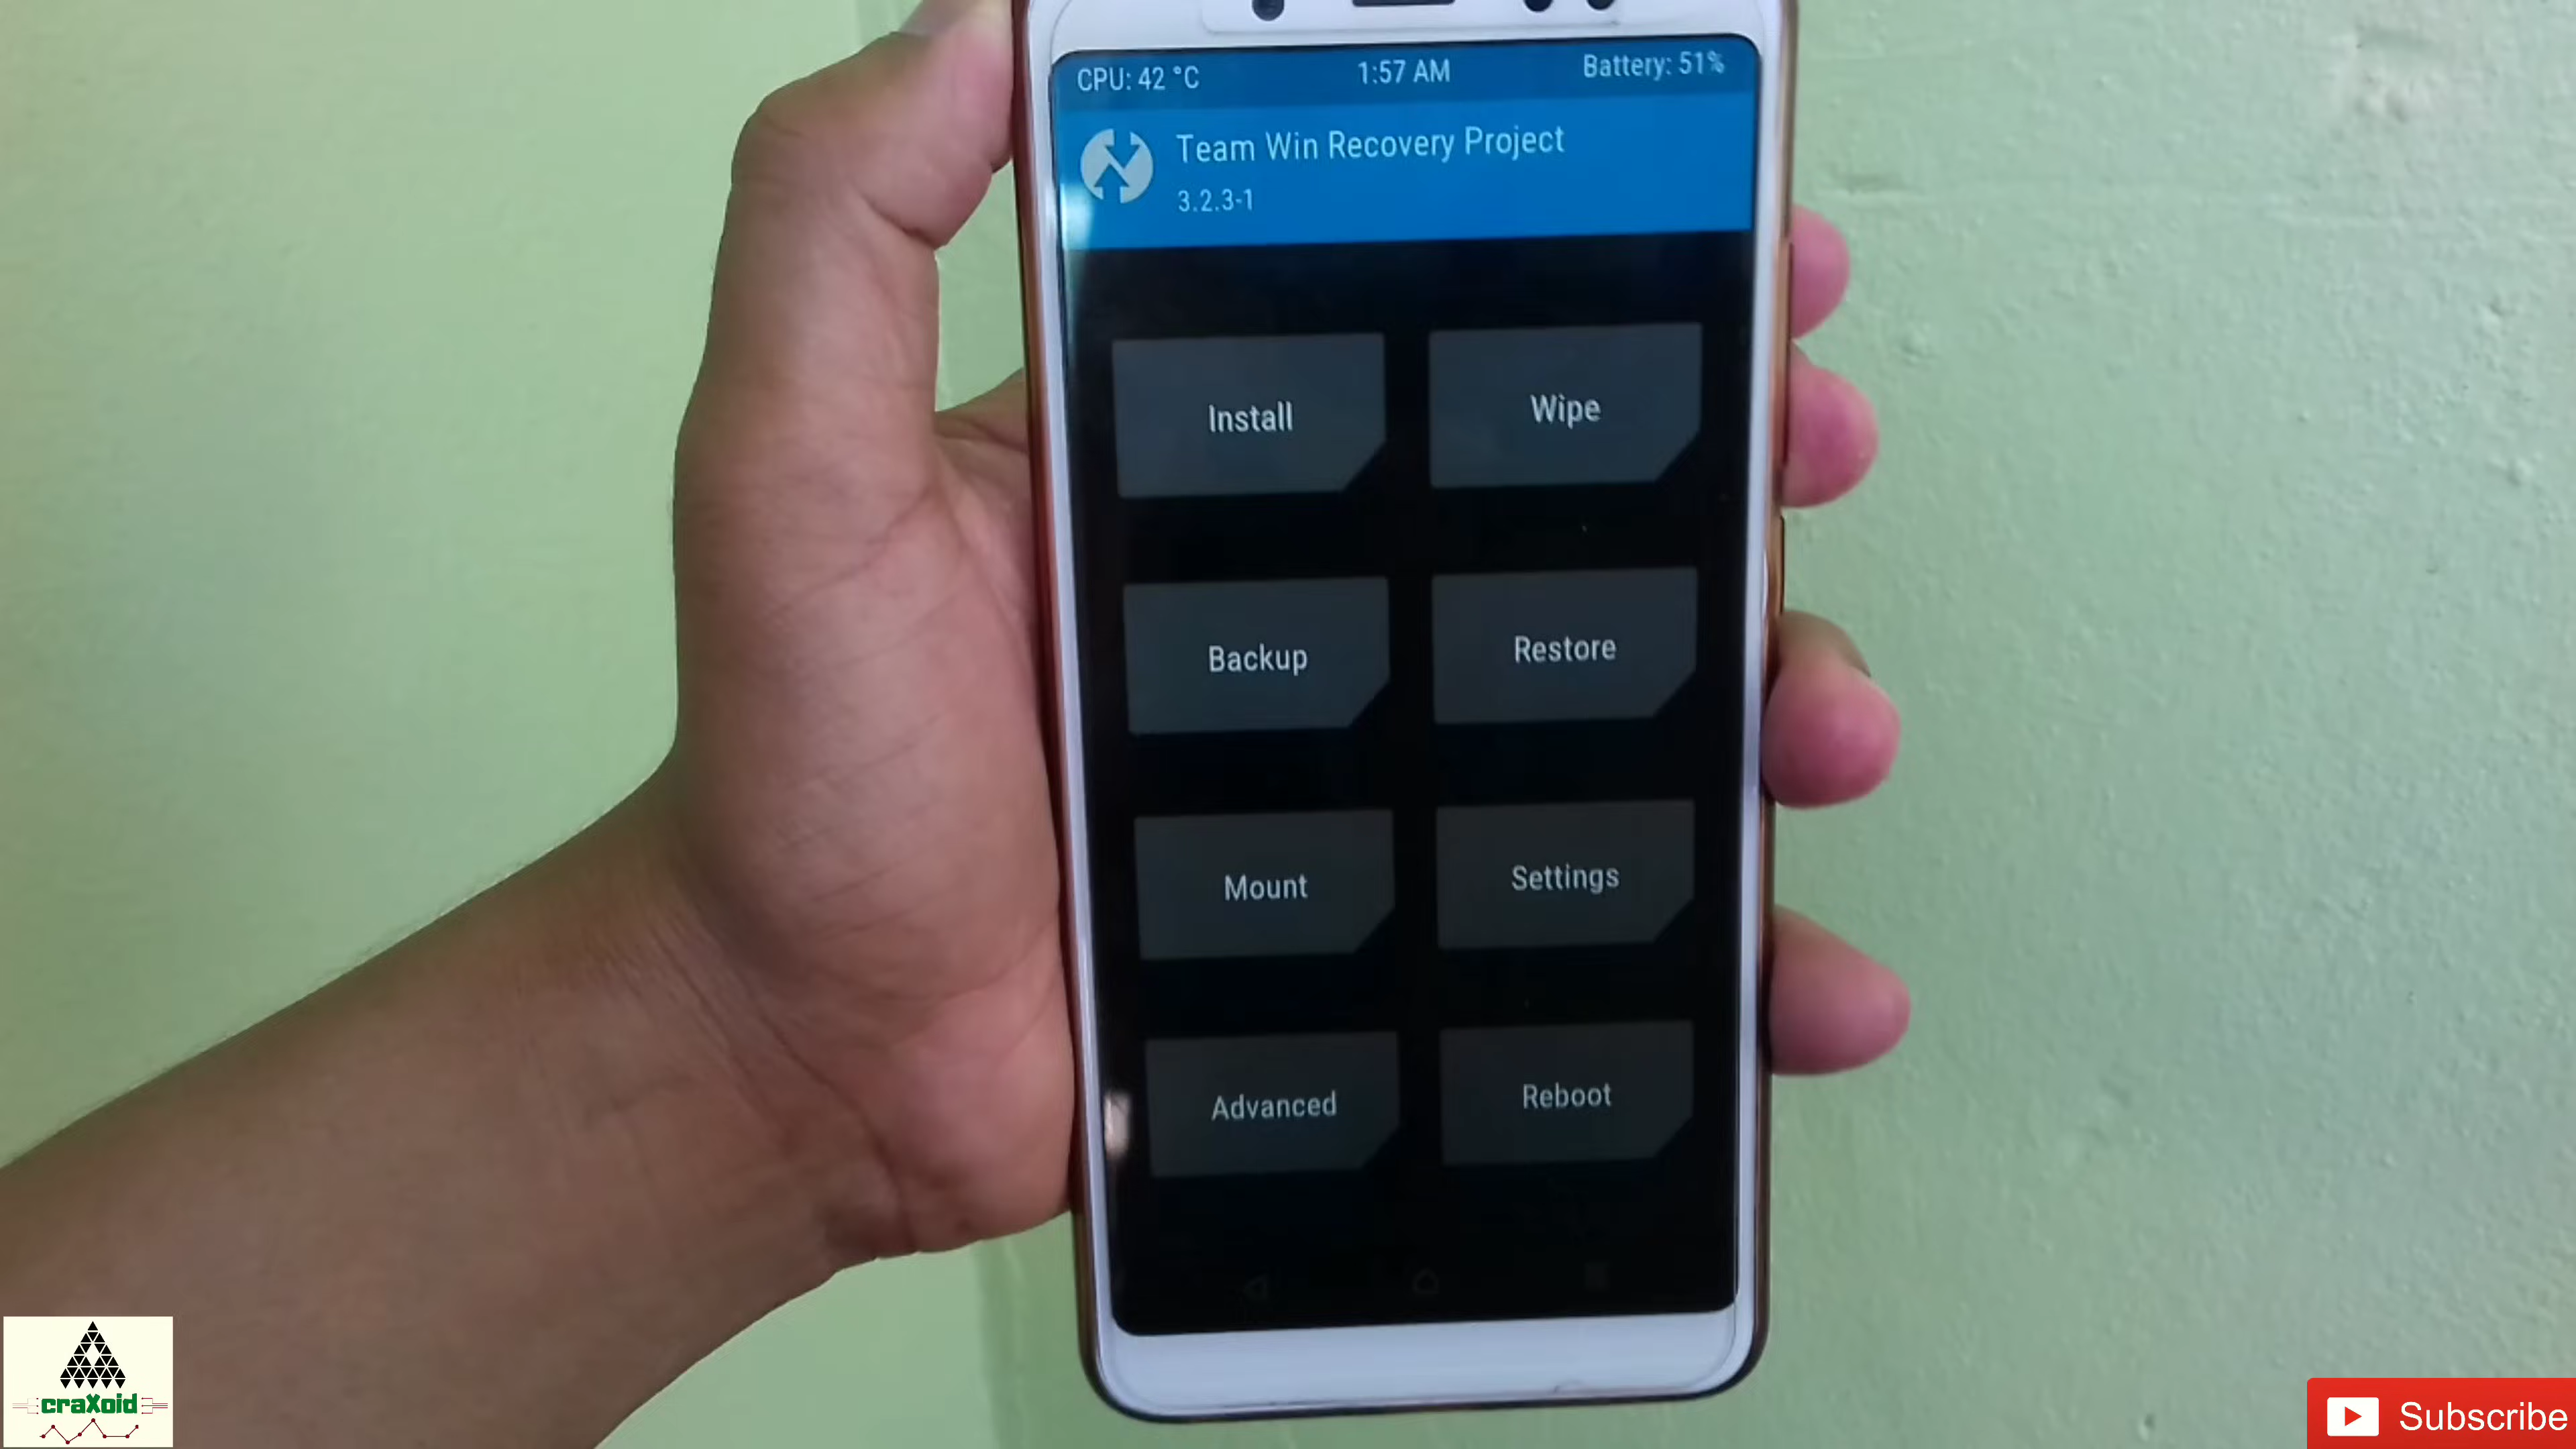 CPU: 42 °C 1:57 AM Battery: 51%
Team Win Recovery Project
3.2.3-1
Install Wipe
Backup Restore
Mount Settings
Advanced Reboot
craXoid
Subscribe